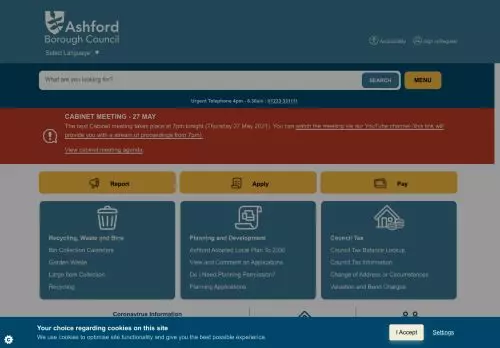 Ashford
Borough Council
Select Language ▼
Accessibility
Sign In/Register
What are you looking for?
SEARCH
MENU
Urgent Telephone 4pm - 8.30am : 01233 331111
CABINET MEETING - 27 MAY
The next Cabinet meeting takes place at 7pm tonight (Thursday 27 May 2021). You can watch the meeting via our YouTube channel (this link will
provide you with a stream of proceedings from 7pm).
View cabinet meeting agenda.
Report
Apply
Pay
Recycling, Waste and Bins
Bin Collection Calendars
Garden Waste
Large Item Collection
Recycling
Planning and Development
Ashford Adopted Local Plan To 2030
View and Comment on Applications
Do I Need Planning Permission?
Planning Applications
Council Tax
Council Tax Balance Lookup
Council Tax Information
Change of Address or Circumstances
Valuation and Band Changes
Coronavirus Information
Your choice regarding cookies on this site
We use cookies to optimise site functionality and give you the best possible experience.
I Accept
Settings